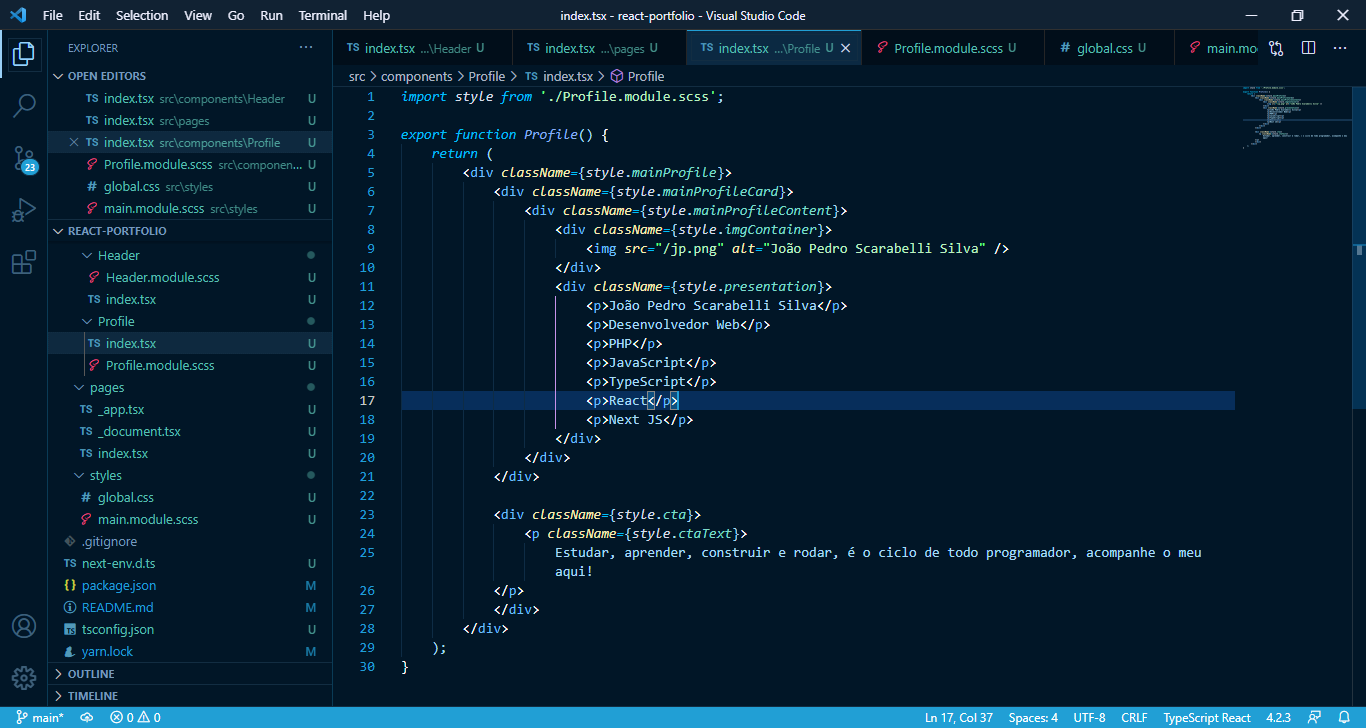 File Edit Selection View Go Run Terminal Help index.tsx - react-portfolio - Visual Studio Code
EXPLORER
OPEN EDITORS
TS index.tsx src\components\Header U
TS index.tsx src\pages U
TS index.tsx src\components\Profile U
Profile.module.scss src\componen... U
# global.css src\styles U
main.module.scss src\styles U
23
REACT-PORTFOLIO
Header
Header.module.scss U
TS index.tsx U
Profile
TS index.tsx U
Profile.module.scss U
pages
TS _app.tsx U
TS _document.tsx U
TS index.tsx U
styles
# global.css U
main.module.scss U
.gitignore
TS next-env.d.ts U
{} package.json M
README.md M
TS tsconfig.json U
yarn.lock M
OUTLINE
TIMELINE
TS index.tsx ...\Header U TS index.tsx ...\pages U TS index.tsx ...\Profile U Profile.module.scss U # global.css U main.mo
src > components > Profile > TS index.tsx > Profile
1 import style from './Profile.module.scss';
2
3 export function Profile() {
4 return (
5 <div className={style.mainProfile}>
6 <div className={style.mainProfileCard}>
7 <div className={style.mainProfileContent}>
8 <div className={style.imgContainer}>
9 <img src="/jp.png" alt="João Pedro Scarabelli Silva" />
10 </div>
11 <div className={style.presentation}>
12 <p>João Pedro Scarabelli Silva</p>
13 <p>Desenvolvedor Web</p>
14 <p>PHP</p>
15 <p>JavaScript</p>
16 <p>TypeScript</p>
17 <p>React</p>
18 <p>Next JS</p>
19 </div>
20 </div>
21 </div>
22
23 <div className={style.cta}>
24 <p className={style.ctaText}>
25 Estudar, aprender, construir e rodar, é o ciclo de todo programador, acompanhe o meu
aqui!
26 </p>
27 </div>
28 </div>
29 );
30 }
main* 0 0 Ln 17, Col 37 Spaces: 4 UTF-8 CRLF TypeScript React 4.2.3